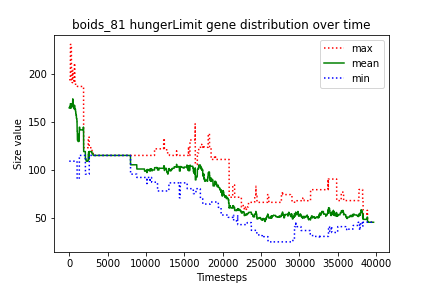 boids_81 hungerLimit gene distribution over time
max
mean
min
Size value
200
150
100
50
0 5000 10000 15000 20000 25000 30000 35000 40000
Timesteps